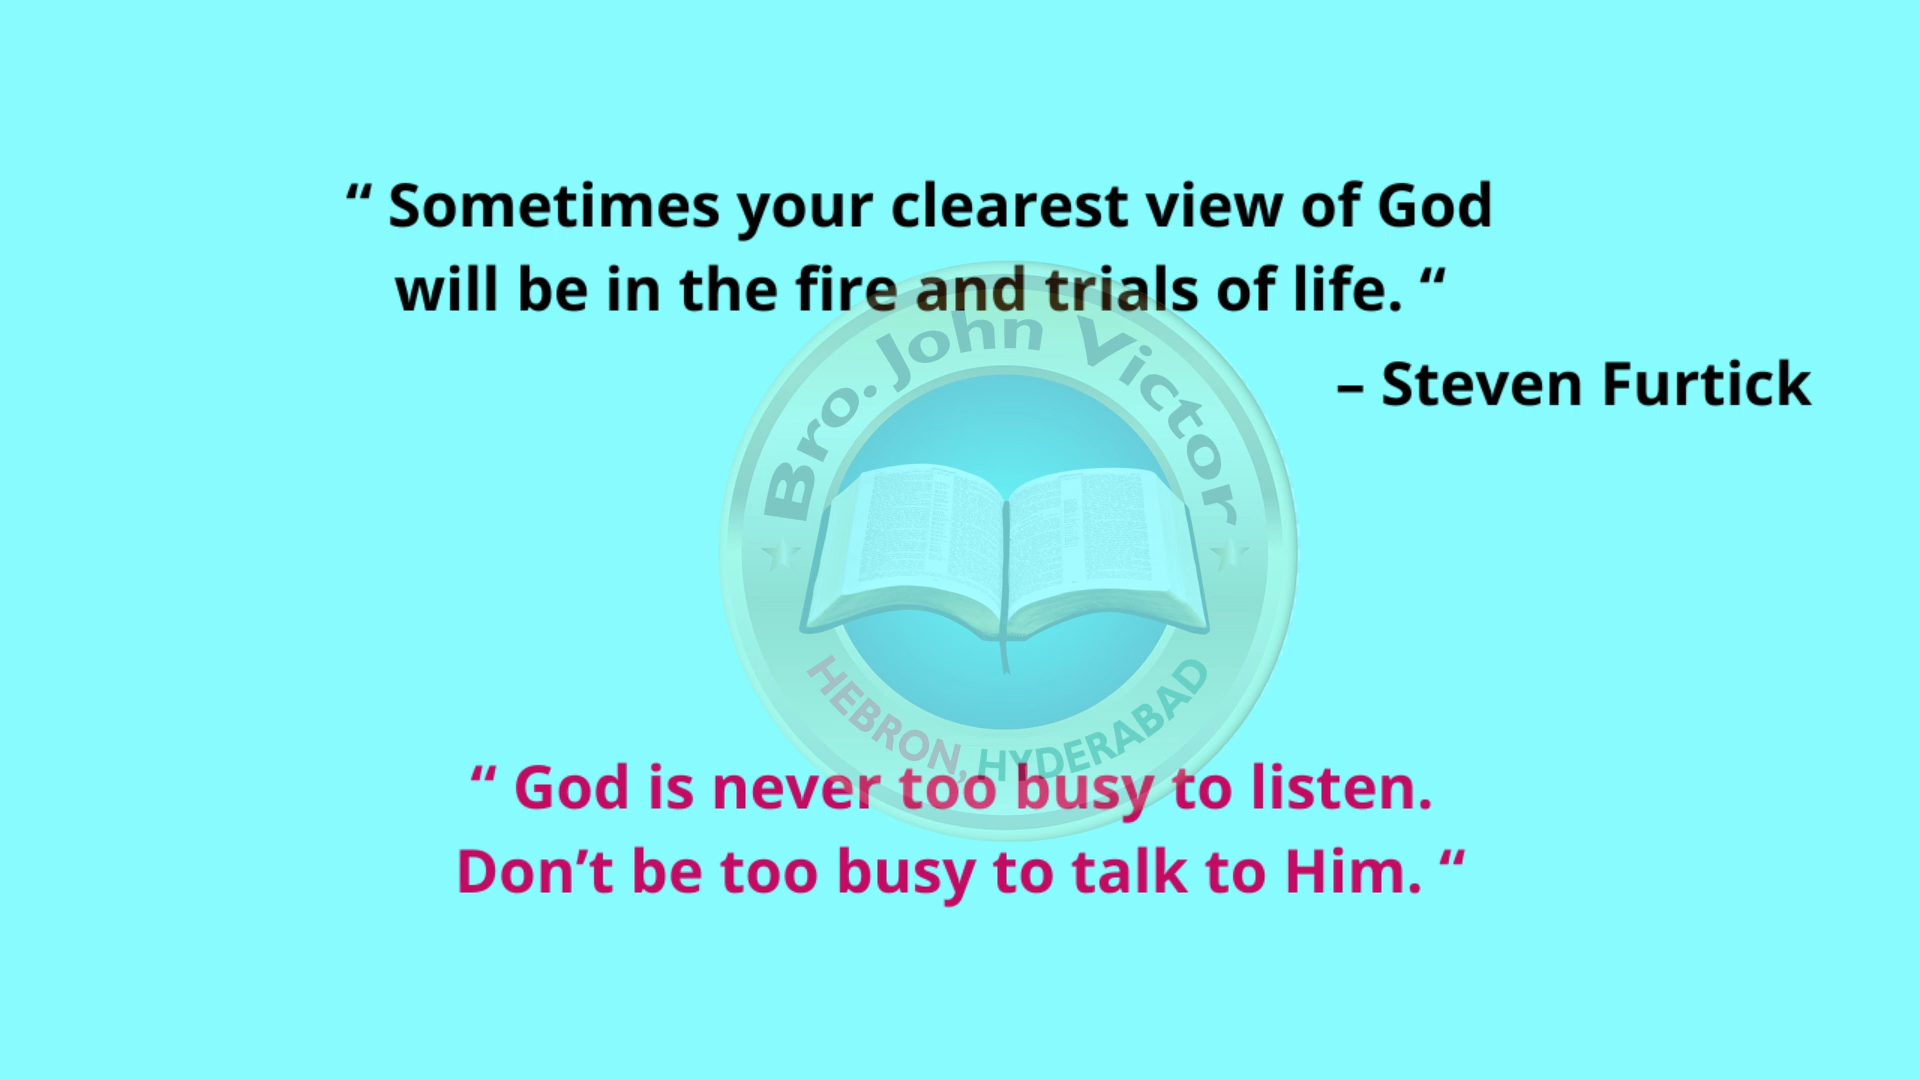 “ Sometimes your clearest view of God
will be in the fire and trials of life. “
– Steven Furtick
Bro. John Victor
HEBRON, HYDERABAD
“ God is never too busy to listen.
Don’t be too busy to talk to Him. “